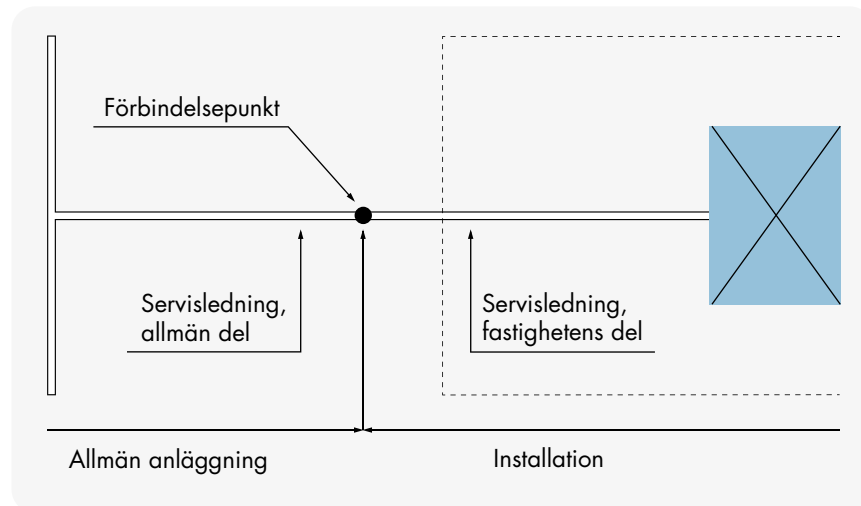 Förbindelsepunkt
Servisledning,
allmän del
Servisledning,
fastighetens del
Allmän anläggning
Installation